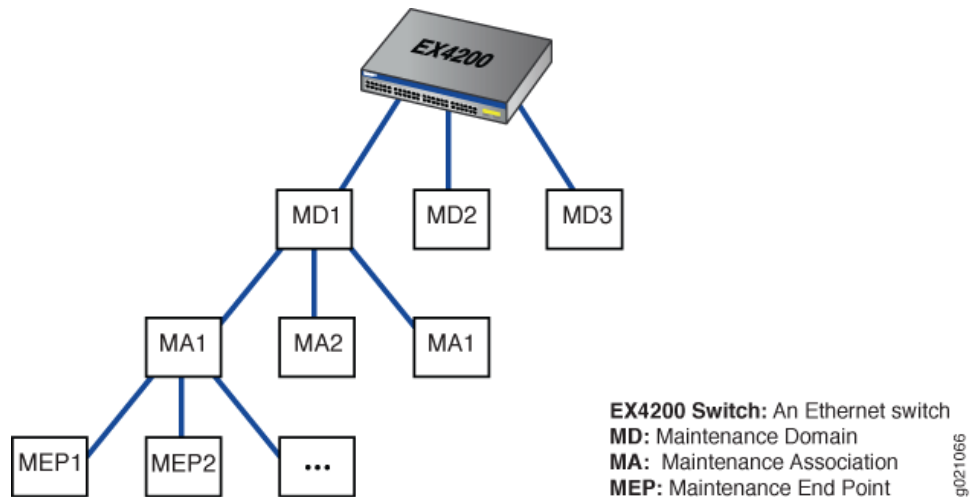 EX4200
MD1 MD2 MD3
MA1 MA2 MA1
MEP1 MEP2 ...
EX4200 Switch: An Ethernet switch
MD: Maintenance Domain
MA: Maintenance Association
MEP: Maintenance End Point
g021066